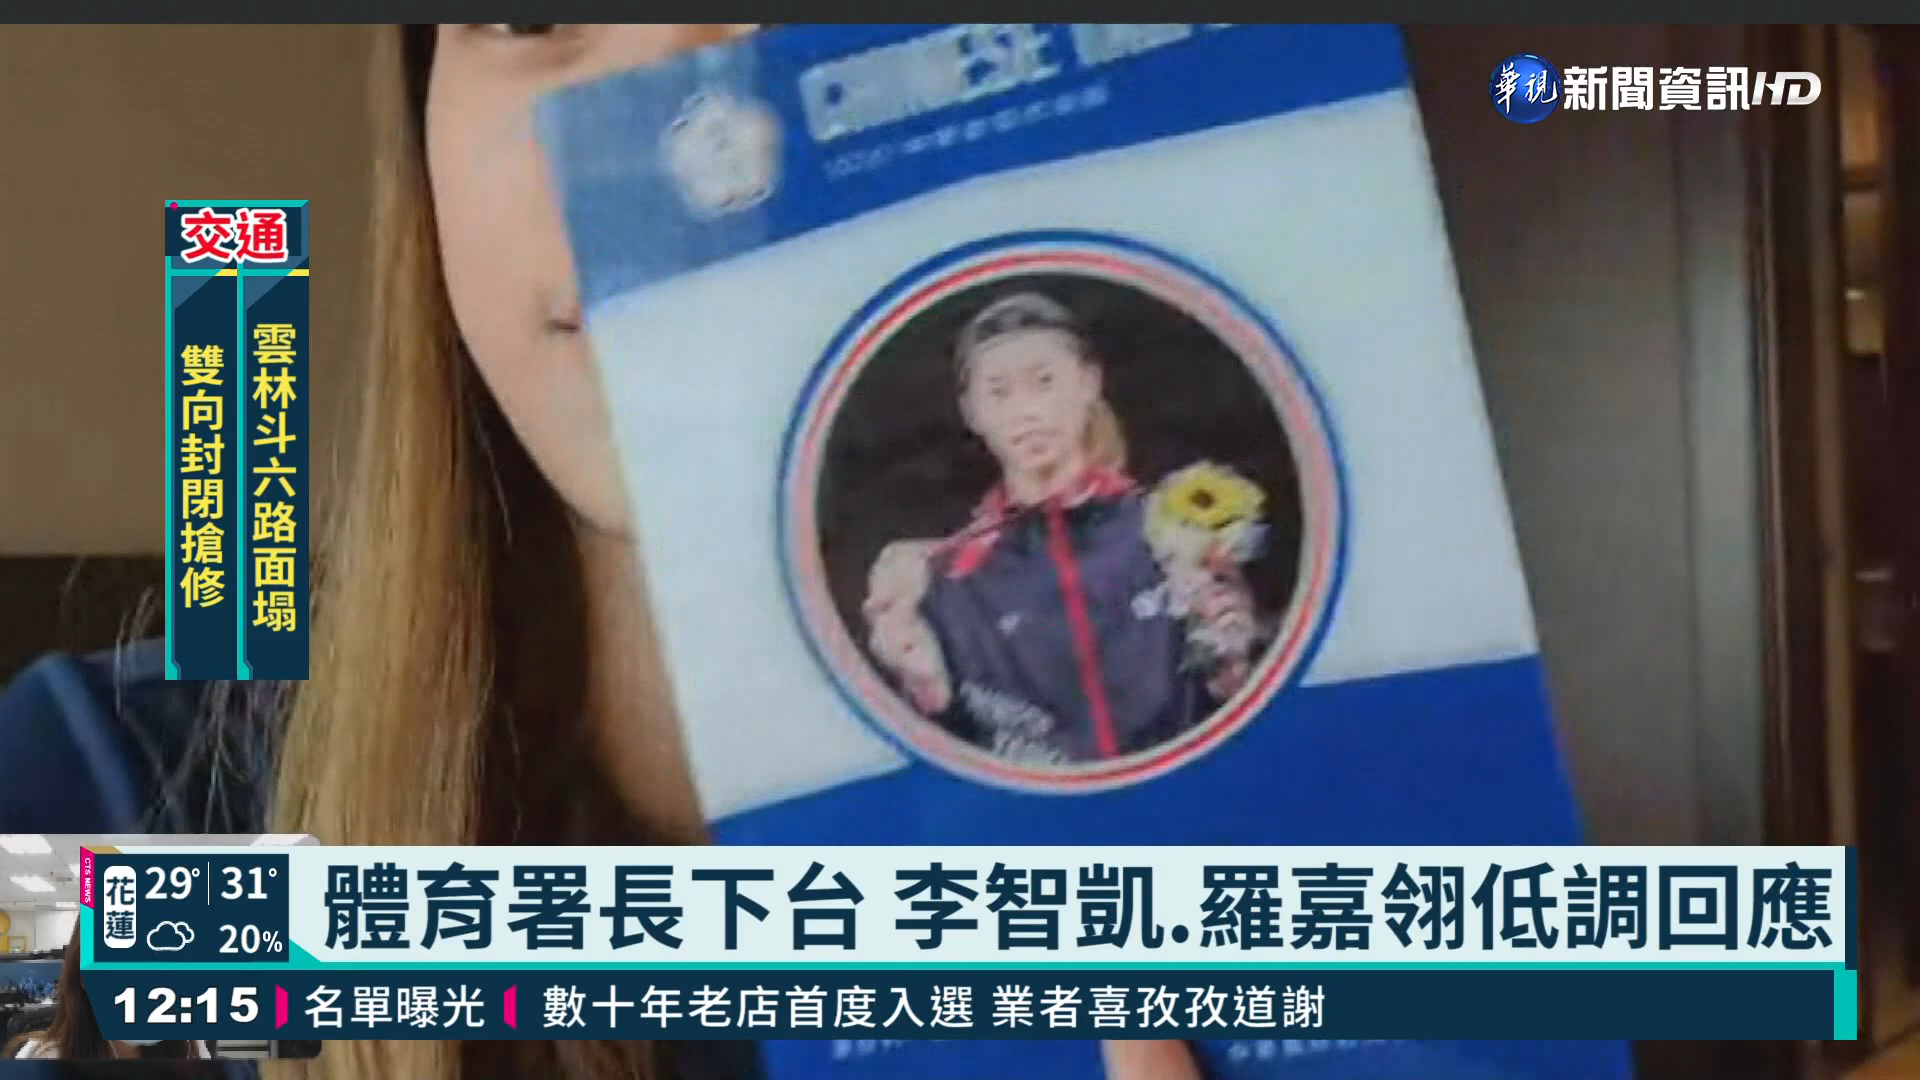 華視新聞資訊HD
交通
雲林斗六路面塌
雙向封閉搶修
CTS NEWS
花蓮
29° 31°
20%
體育署長下台 李智凱.羅嘉翎低調回應
12:15 名單曝光 數十年老店首度入選 業者喜孜孜道謝